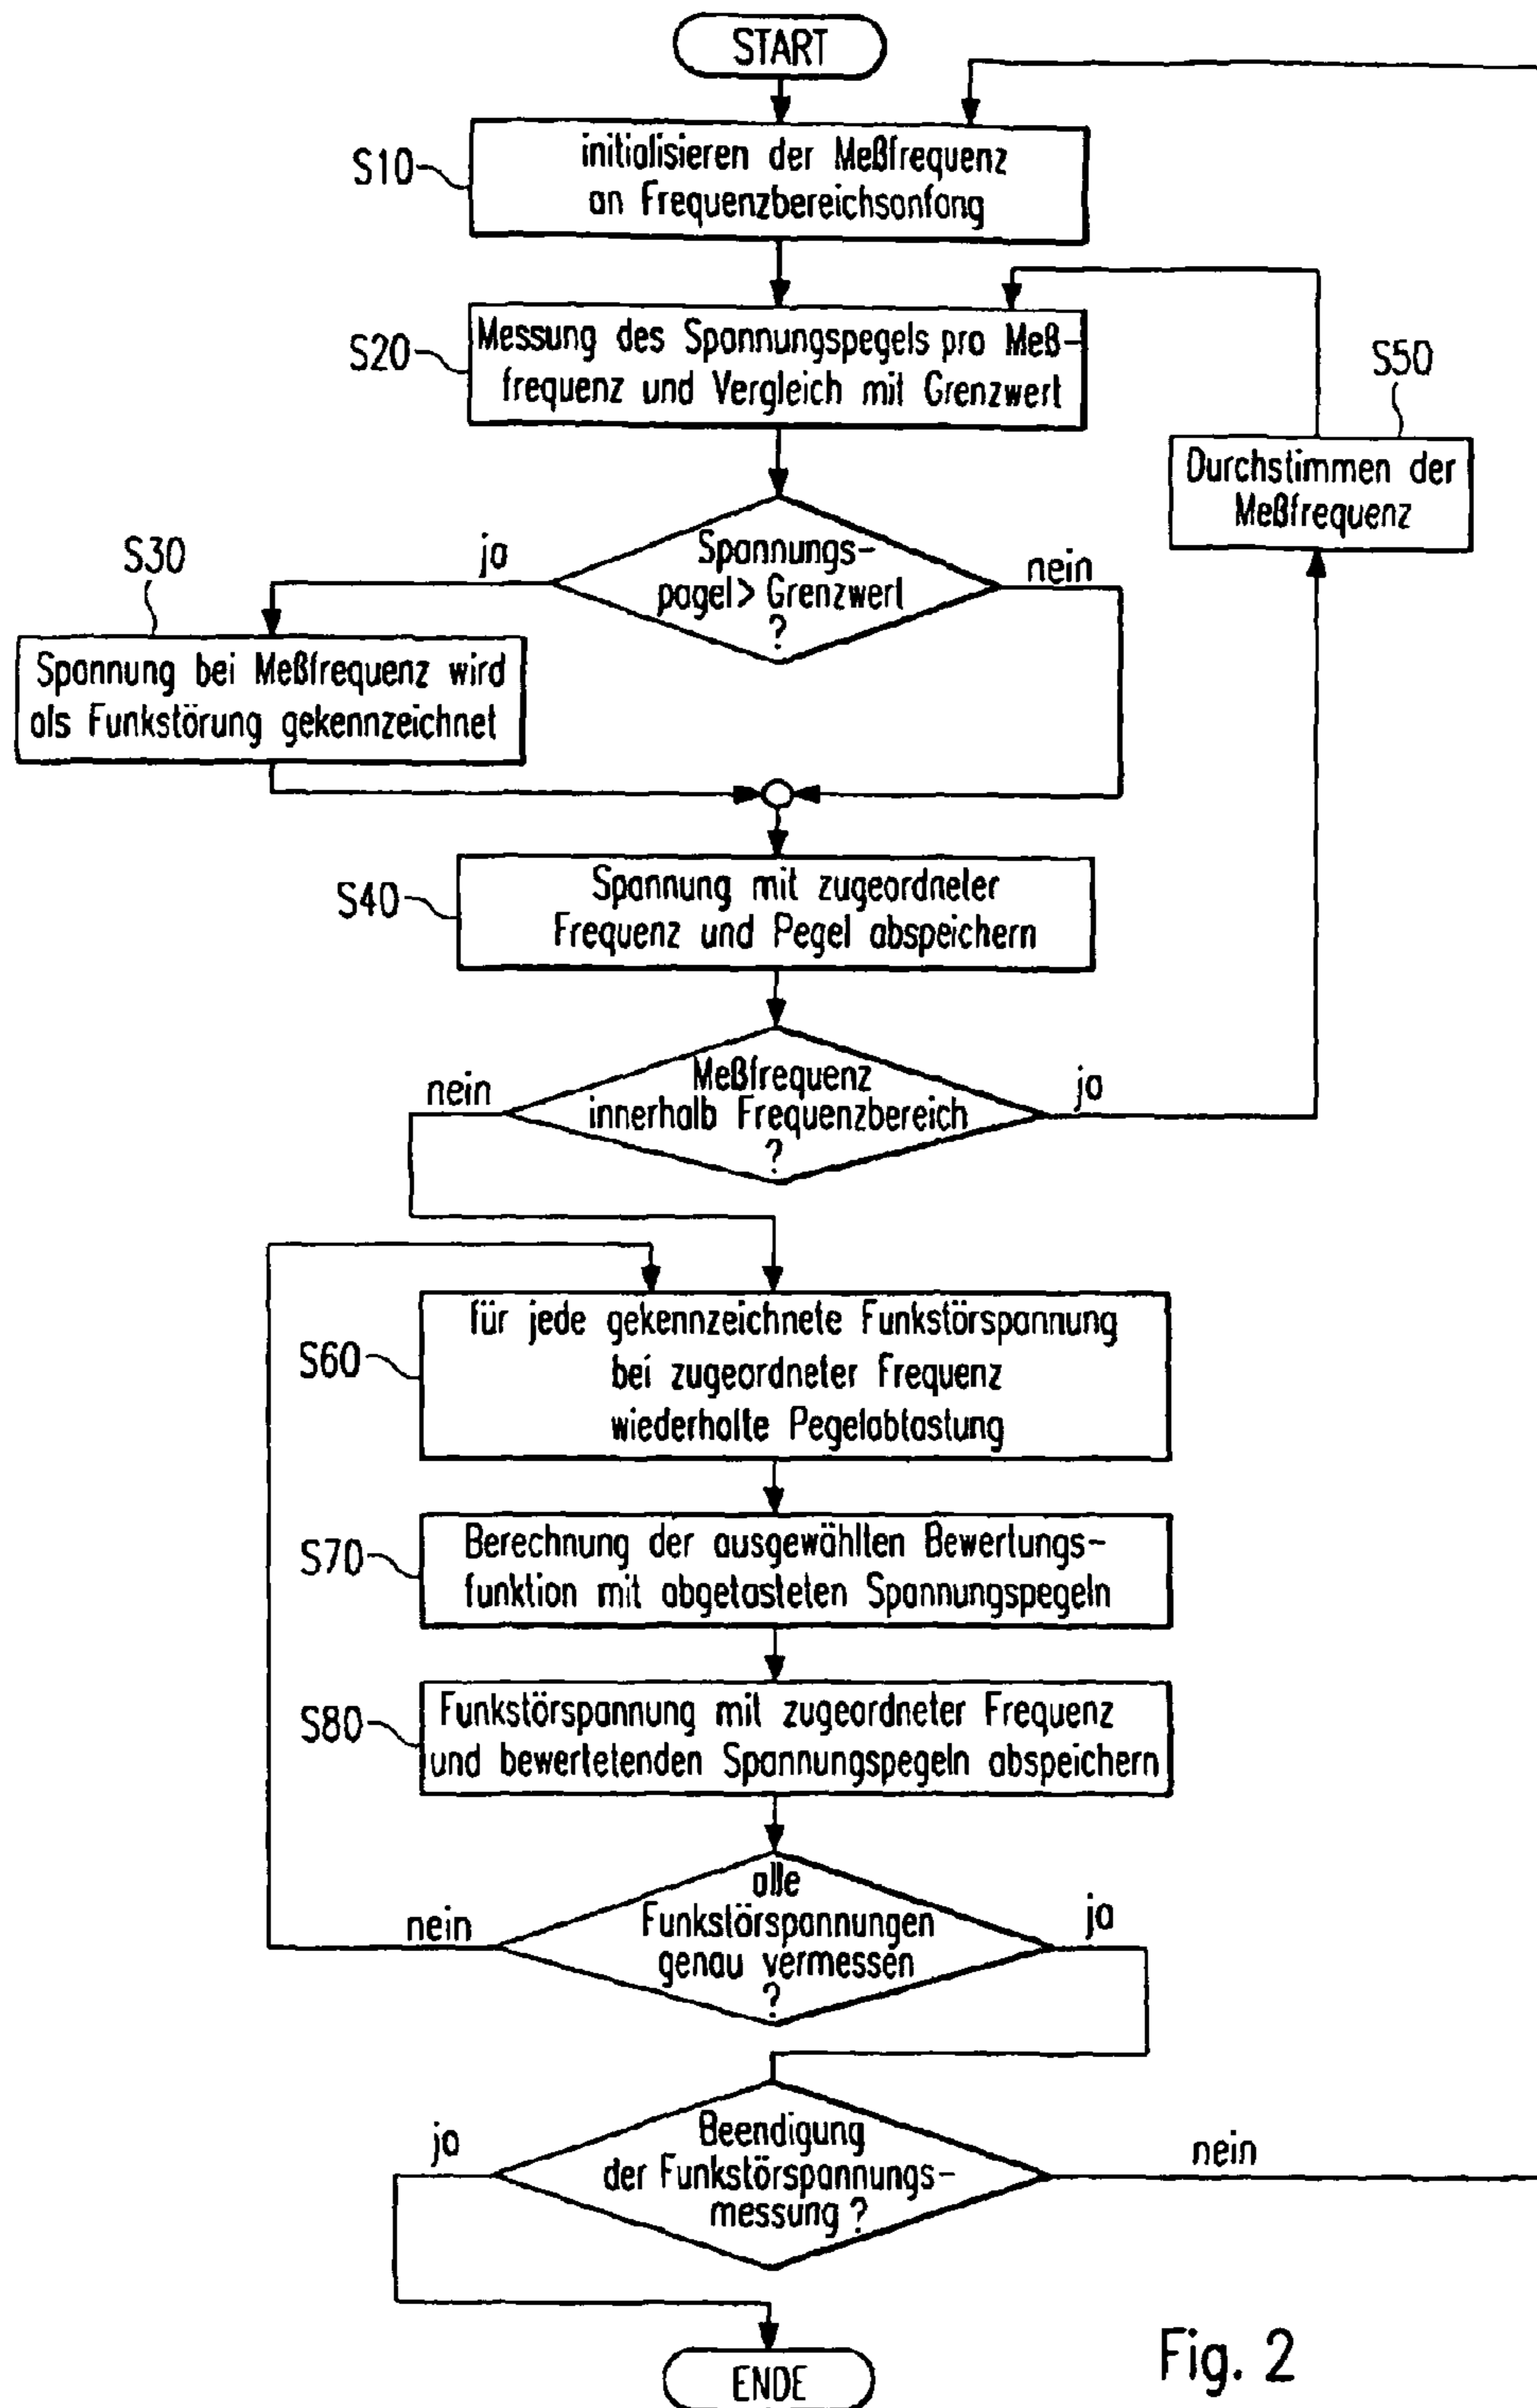 START
S10
initialisieren der Meßfrequenz
an Frequenzbereichsanfang
S20
Messung des Spannungspegels pro Meß-
frequenz und Vergleich mit Grenzwert
S50
Durchstimmen der
Meßfrequenz
Spannungs-
pagel> Grenzwert
?
ja
nein
S30
Spannung bei Meßfrequenz wird
als Funkstörung gekennzeichnet
S40
Spannung mit zugeordneter
Frequenz und Pegel abspeichern
nein
Meßfrequenz
innerhalb Frequenzbereich
?
ja
S60
für jede gekennzeichnete Funkstörspannung
bei zugeordneter Frequenz
wiederholte Pegelabtastung
S70
Berechnung der ausgewählten Bewertungs-
funktion mit abgetasteten Spannungspegeln
S80
Funkstörspannung mit zugeordneter Frequenz
und bewertetenden Spannungspegeln abspeichern
nein
alle
Funkstörspannungen
genau vermessen
?
ja
ja
Beendigung
der Funkstörspannungs-
messung ?
nein
ENDE
Fig. 2